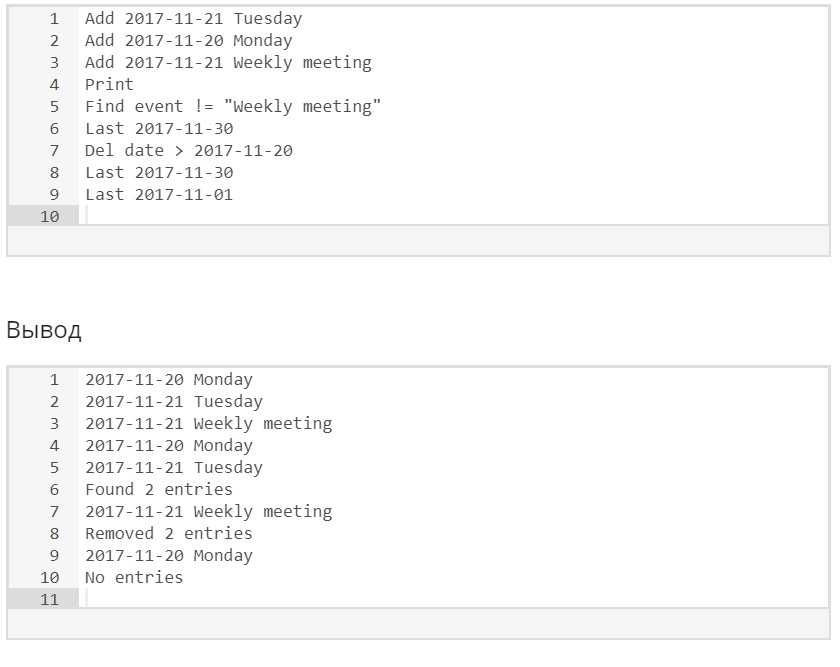 1 Add 2017-11-21 Tuesday
2 Add 2017-11-20 Monday
3 Add 2017-11-21 Weekly meeting
4 Print
5 Find event != "Weekly meeting"
6 Last 2017-11-30
7 Del date > 2017-11-20
8 Last 2017-11-30
9 Last 2017-11-01
10
Вывод
1 2017-11-20 Monday
2 2017-11-21 Tuesday
3 2017-11-21 Weekly meeting
4 2017-11-20 Monday
5 2017-11-21 Tuesday
6 Found 2 entries
7 2017-11-21 Weekly meeting
8 Removed 2 entries
9 2017-11-20 Monday
10 No entries
11